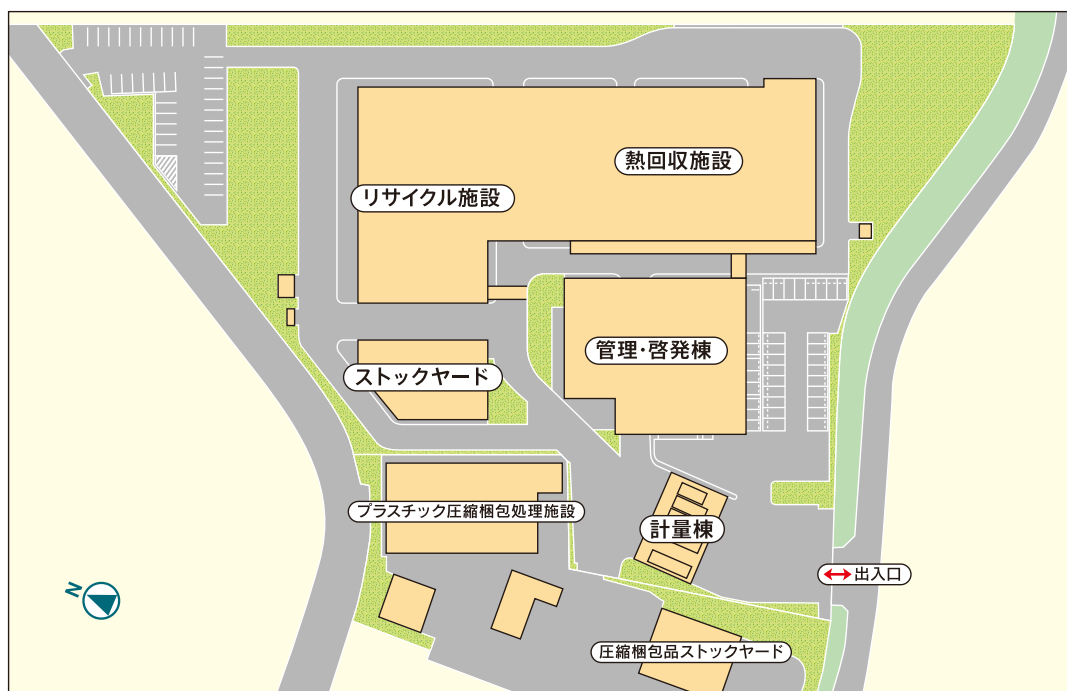 熱回収施設
リサイクル施設
管理・啓発棟
ストックヤード
プラスチック圧縮梱包処理施設
計量棟
出入口
N
圧縮梱包品ストックヤード